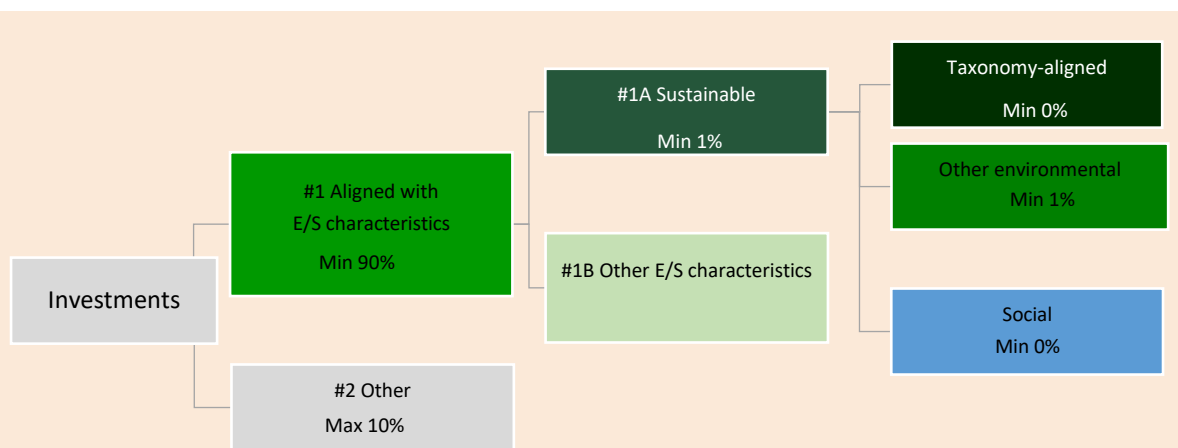 Investments
#1 Aligned with
E/S characteristics
Min 90%
#2 Other
Max 10%
#1A Sustainable
Min 1%
#1B Other E/S characteristics
Taxonomy-aligned
Min 0%
Other environmental
Min 1%
Social
Min 0%